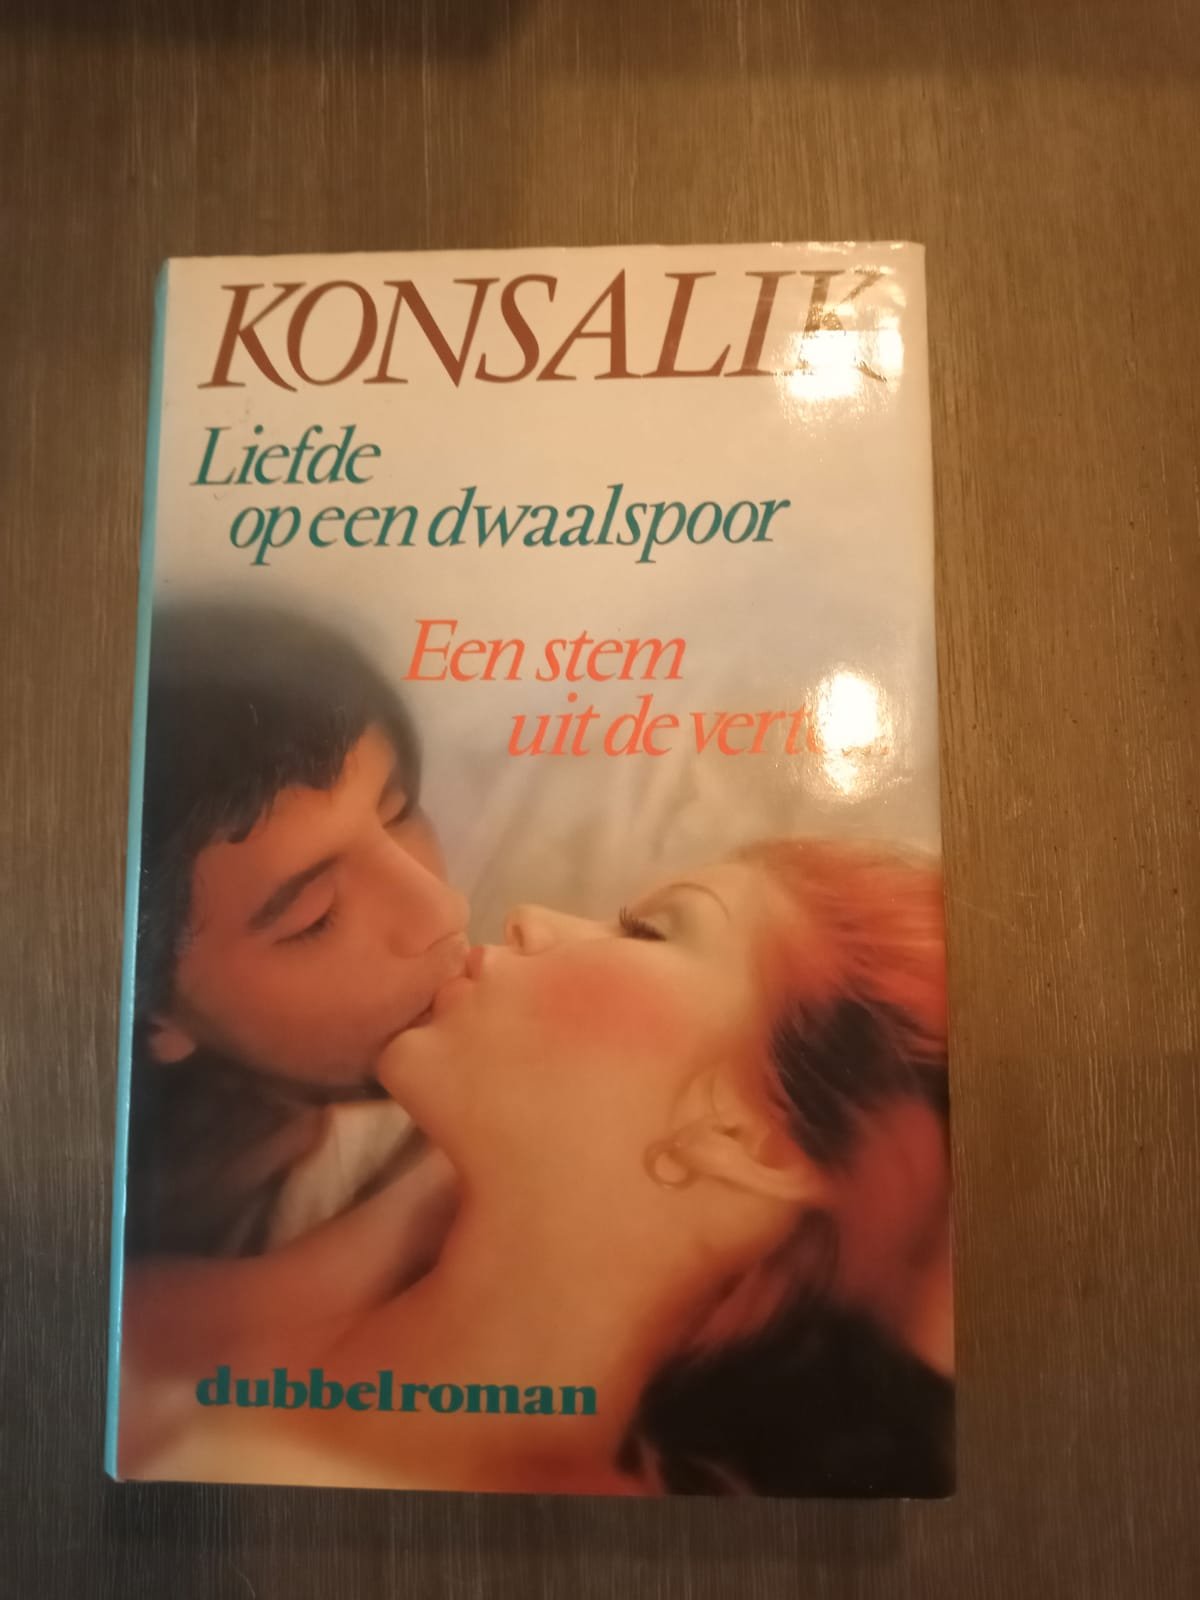 KONSALIK
Liefde
op een dwaalspoor
Een stem
uit de
dubbelroman